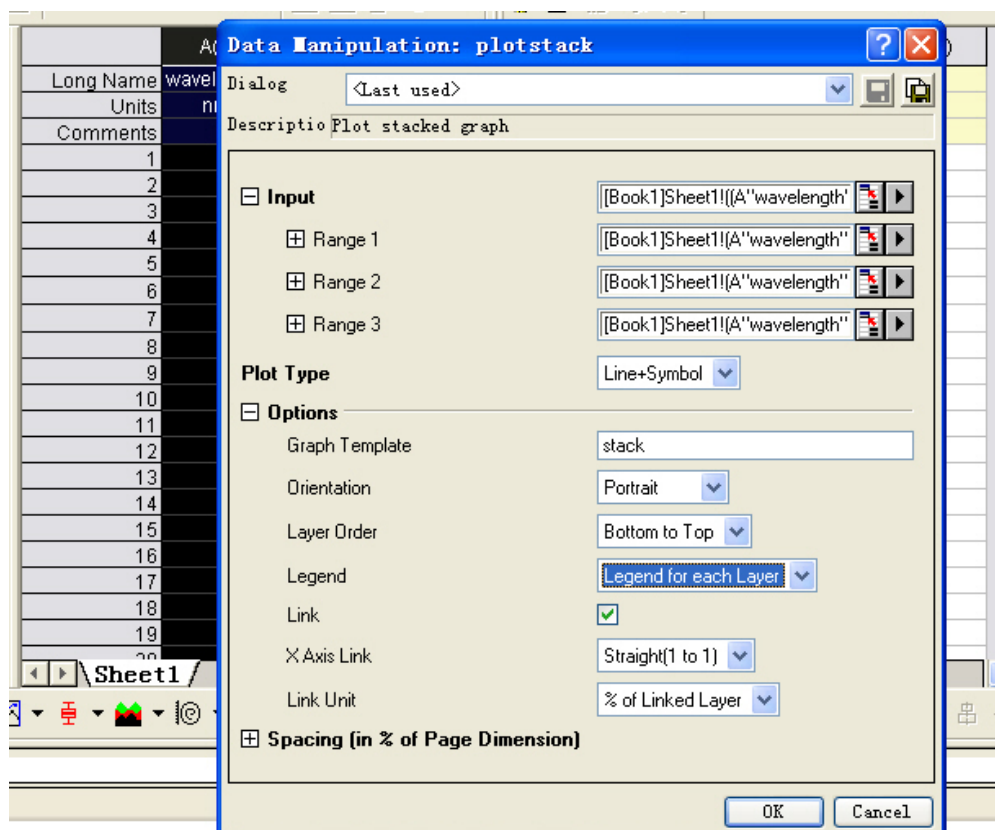 A(
Data Manipulation: plotstack
)
Long Name wavel
Units
Comments
Dialog <Last used>
Descriptio Plot stacked graph
1
2
3
4
5
6
7
8
9
10
11
12
13
14
15
16
17
18
19
20
Input [Book1]Sheet1!((A"wavelength'
Range 1 [Book1]Sheet1!(A"wavelength"
Range 2 [Book1]Sheet1!(A"wavelength"
Range 3 [Book1]Sheet1!(A"wavelength"
Plot Type Line+Symbol
Options
Graph Template stack
Orientation Portrait
Layer Order Bottom to Top
Legend Legend for each Layer
Link
X Axis Link Straight(1 to 1)
Link Unit % of Linked Layer
Spacing (in % of Page Dimension)
Sheet1
OK Cancel